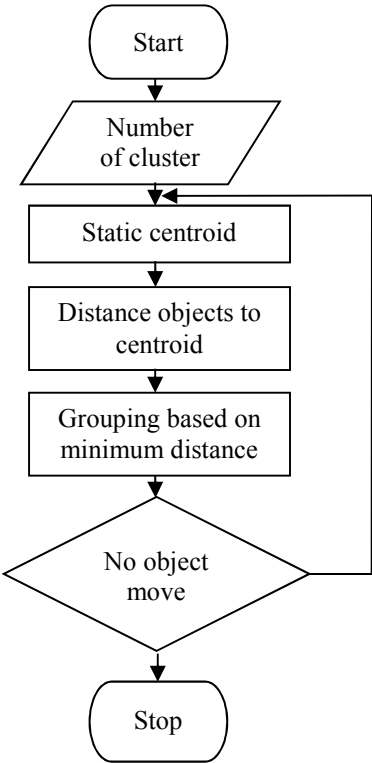 Start
Number
of cluster
Static centroid
Distance objects to
centroid
Grouping based on
minimum distance
No object
move
Stop